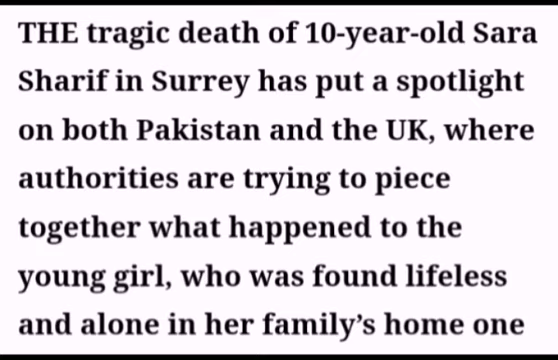 THE tragic death of 10-year-old Sara
Sharif in Surrey has put a spotlight
on both Pakistan and the UK, where
authorities are trying to piece
together what happened to the
young girl, who was found lifeless
and alone in her family’s home one